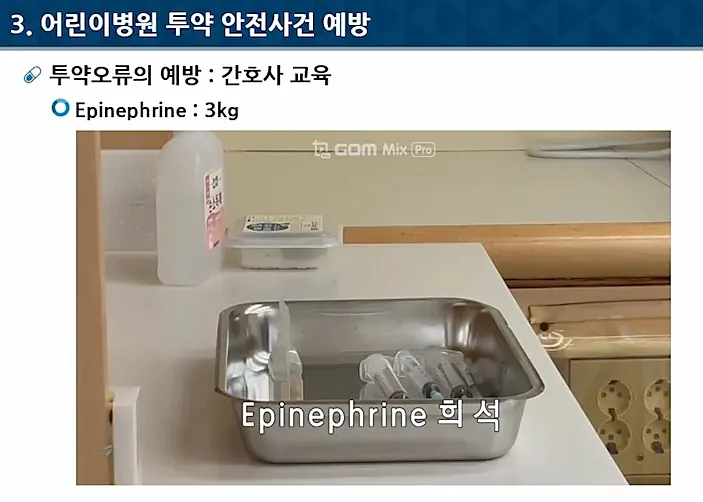 3. 어린이병원 투약 안전사건 예방
투약오류의 예방 : 간호사 교육
Epinephrine : 3kg
GOM Mix Pro
Epinephrine 희석